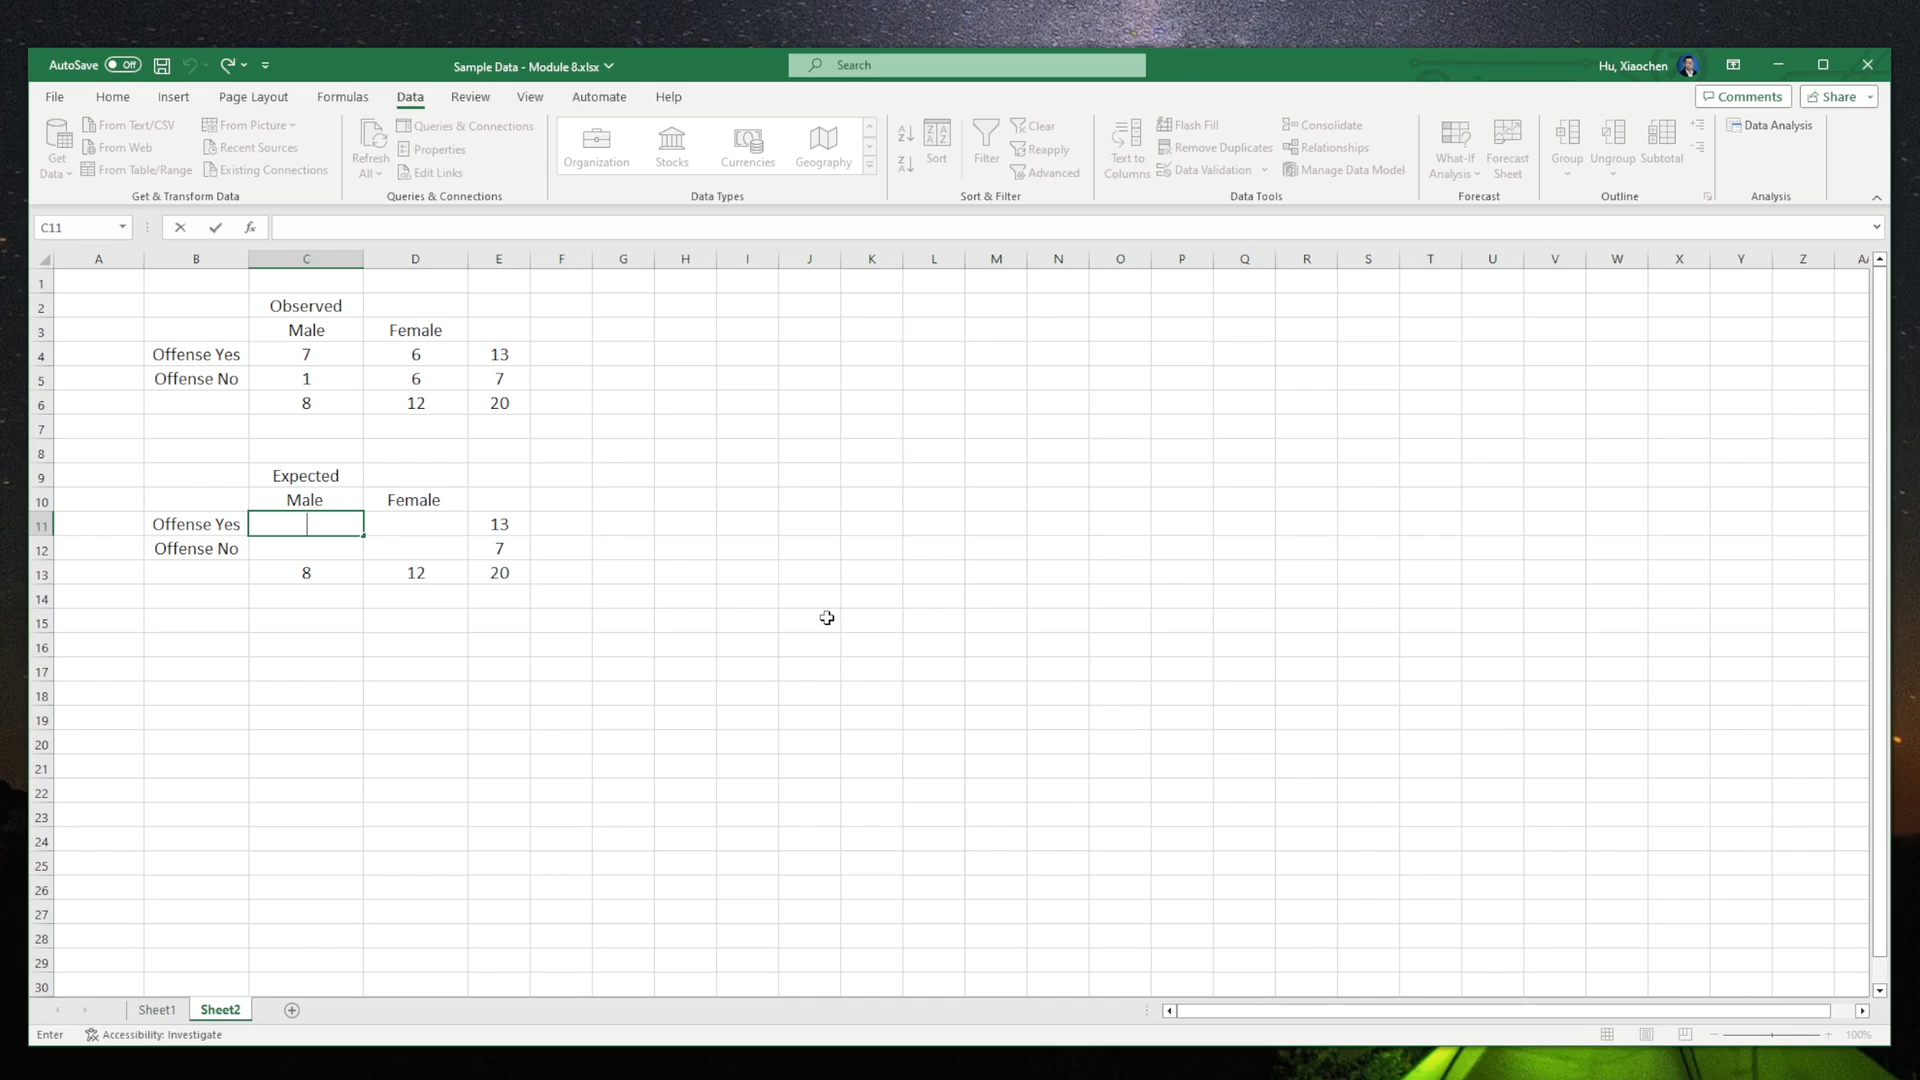 AutoSave Off Sample Data - Module 8.xlsx Search Hu, Xiaochen
File Home Insert Page Layout Formulas Data Review View Automate Help Comments Share
Get Data
From Text/CSV
From Web
From Table/Range
From Picture
Recent Sources
Existing Connections
Get & Transform Data
Refresh All
Queries & Connections
Properties
Edit Links
Queries & Connections
Organization Stocks Currencies Geography
Data Types
Sort
Filter
Clear
Reapply
Advanced
Sort & Filter
Text to Columns
Flash Fill
Remove Duplicates
Data Validation
Consolidate
Relationships
Manage Data Model
Data Tools
What-If Analysis
Forecast Sheet
Forecast
Group Ungroup Subtotal
Outline
Data Analysis
Analysis
C11 fx
A B C D E F G H I J K L M N O P Q R S T U V W X Y Z AA
1
2 Observed
3 Male Female
4 Offense Yes 7 6 13
5 Offense No 1 6 7
6 8 12 20
7
8
9 Expected
10 Male Female
11 Offense Yes 13
12 Offense No 7
13 8 12 20
14
15
16
17
18
19
20
21
22
23
24
25
26
27
28
29
30
Sheet1 Sheet2
Enter Accessibility: Investigate 100%